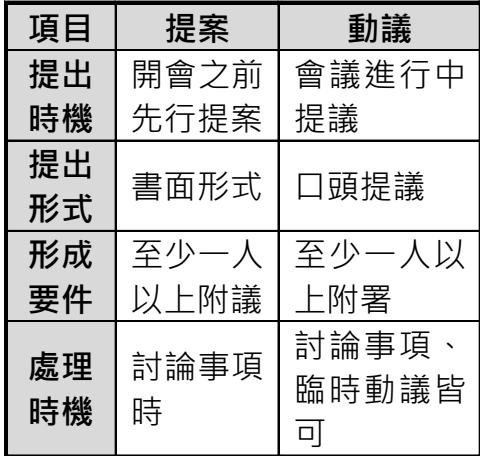 項目 提案 動議
提出時機 開會之前先行提案 會議進行中提議
提出形式 書面形式 口頭提議
形成要件 至少一人以上附議 至少一人以上附署
處理時機 討論事項時 討論事項、臨時動議皆可